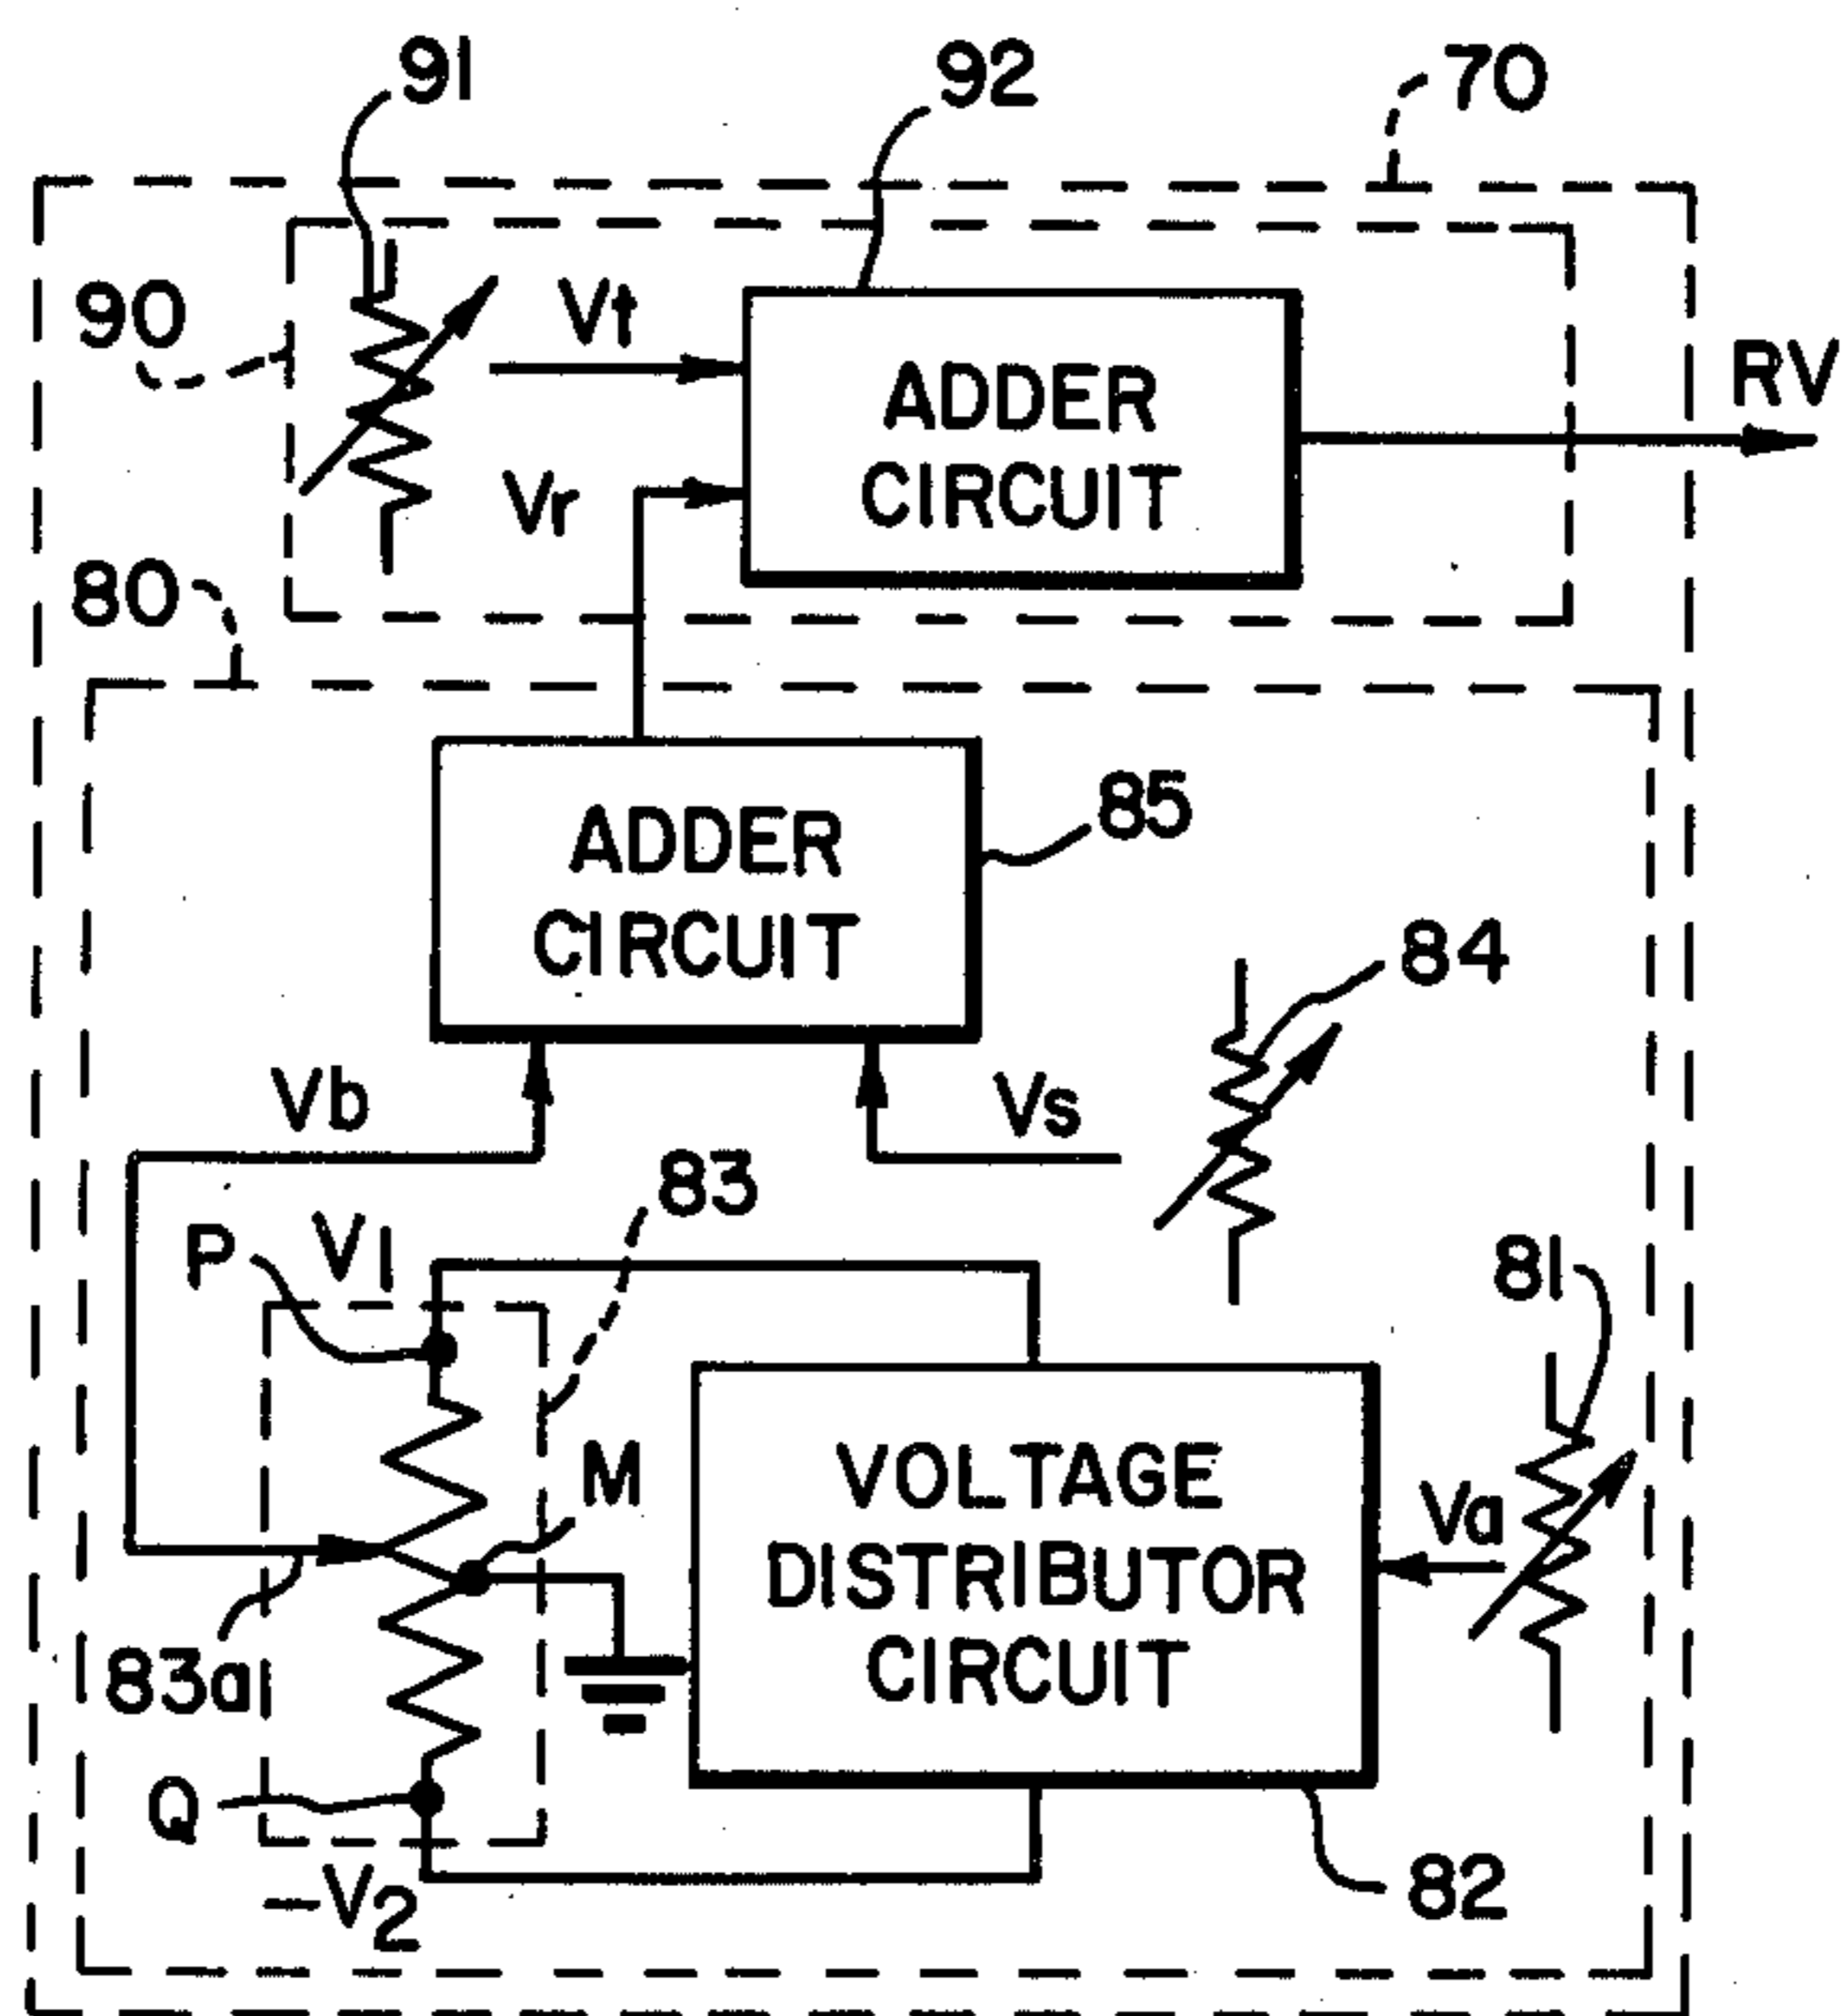 91
92
70
90
Vt
ADDER
CIRCUIT
RV
Vr
80
ADDER
CIRCUIT
85
84
Vb
Vs
83
P
V1
81
M
VOLTAGE
DISTRIBUTOR
CIRCUIT
Va
83a
Q
-V2
82